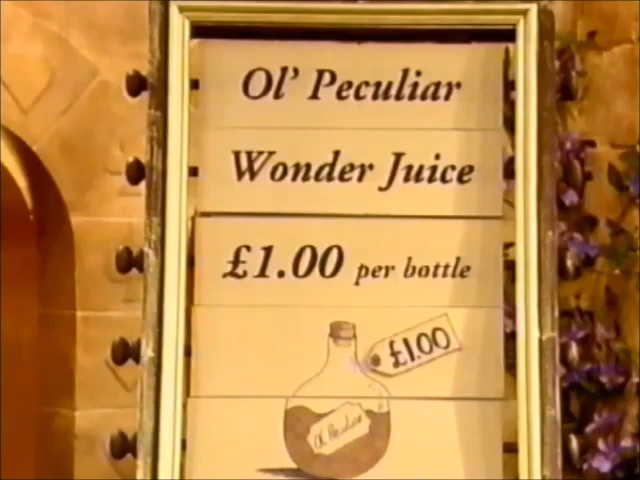 Ol' Peculiar
Wonder Juice
£1.00 per bottle
£1.00
Ol' Peculiar